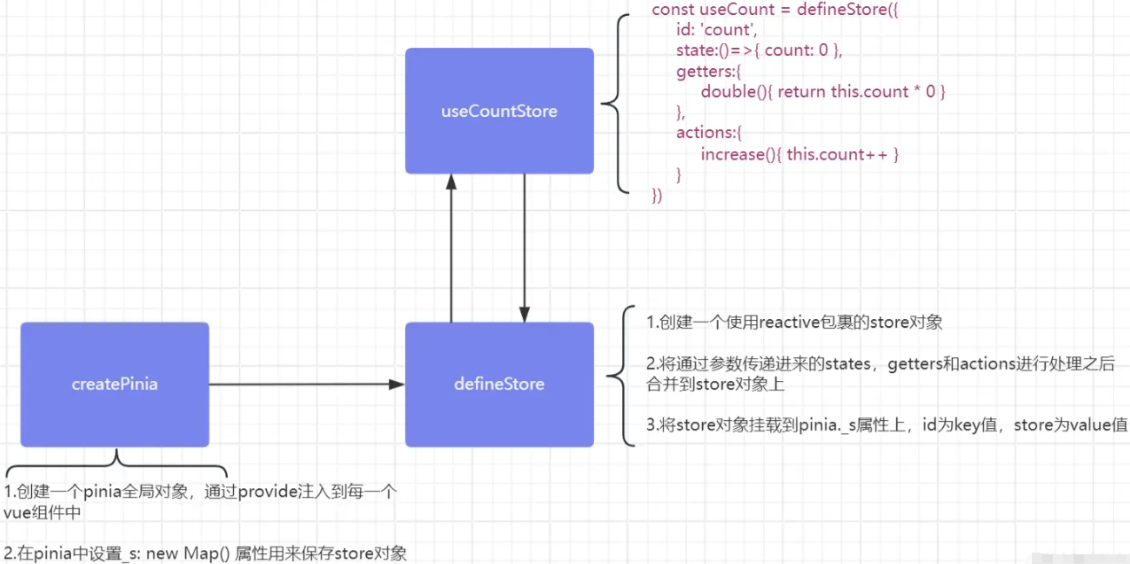 const useCount = defineStore({
id: 'count',
state:()=>{ count: 0 },
getters:{
double(){ return this.count * 0 }
},
actions:{
increase(){ this.count++ }
}
})
useCountStore
createPinia
defineStore
1.创建一个使用reactive包裹的store对象
2.将通过参数传递进来的states，getters和actions进行处理之后
合并到store对象上
3.将store对象挂载到pinia._s属性上，id为key值，store为value值
1.创建一个pinia全局对象，通过provide注入到每一个
vue组件中
2.在pinia中设置_s: new Map() 属性用来保存store对象